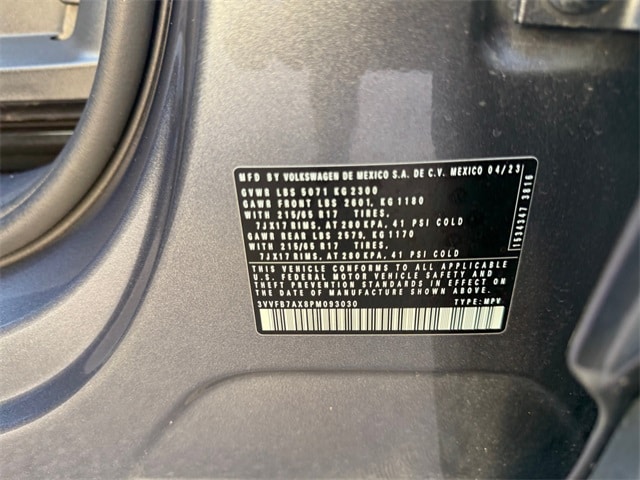 MFD BY VOLKSWAGEN DE MEXICO S.A. DE C.V. MEXICO 04/23
GVWR LBS 5071 KG 2300
GAWR FRONT LBS 2601, KG 1180
WITH 215/65 R17 TIRES,
7JX17 RIMS, AT 280 KPA, 41 PSI COLD
GAWR REAR LBS 2579, KG 1170
WITH 215/65 R17 TIRES,
7JX17 RIMS, AT 280 KPA, 41 PSI COLD
THIS VEHICLE CONFORMS TO ALL APPLICABLE
U.S. FEDERAL MOTOR VEHICLE SAFETY AND
THEFT PREVENTION STANDARDS IN EFFECT ON
THE DATE OF MANUFACTURE SHOWN ABOVE.
3VVFB7AX8PM093030 TYPE: MPV
1534347 3816